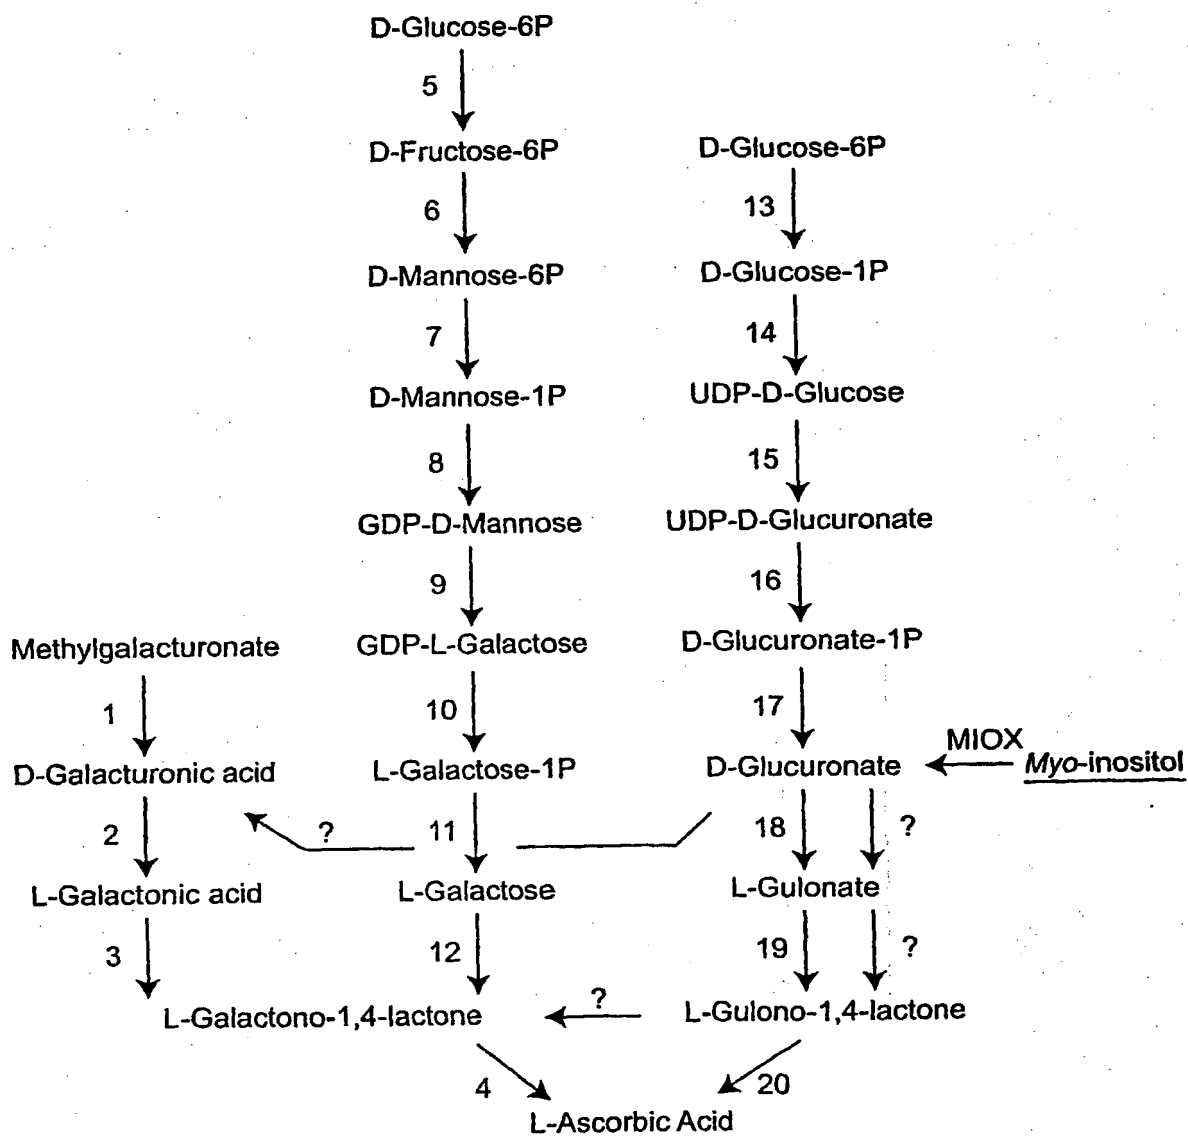 D-Glucose-6P
5
D-Fructose-6P
D-Glucose-6P
6
13
D-Mannose-6P
D-Glucose-1P
7
14
D-Mannose-1P
UDP-D-Glucose
8
15
GDP-D-Mannose
UDP-D-Glucuronate
9
16
Methylgalacturonate
GDP-L-Galactose
D-Glucuronate-1P
1
10
17
MIOX
D-Galacturonic acid
L-Galactose-1P
D-Glucuronate
Myo-inositol
2
?
11
18
?
L-Galactonic acid
L-Galactose
L-Gulonate
3
12
19
?
L-Galactono-1,4-lactone
?
L-Gulono-1,4-lactone
4
20
L-Ascorbic Acid